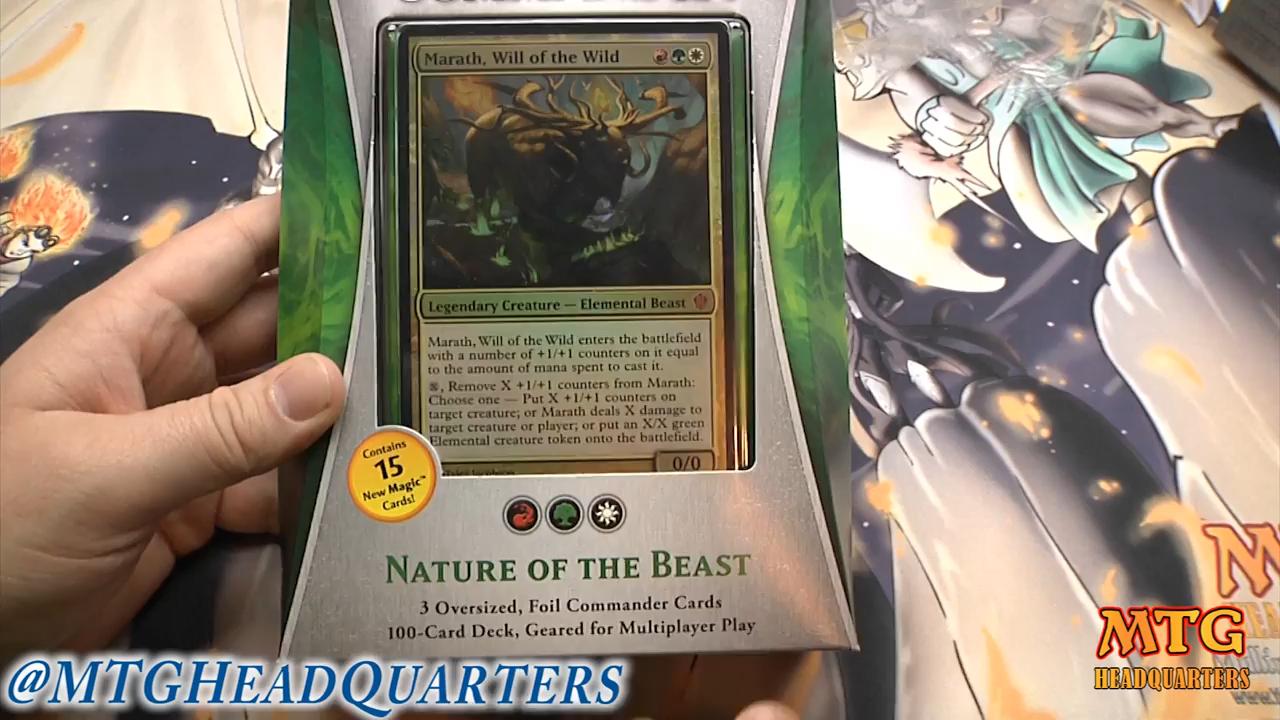 Marath, Will of the Wild
Legendary Creature — Elemental Beast
Marath, Will of the Wild enters the battlefield
with a number of +1/+1 counters on it equal
to the amount of mana spent to cast it.
, Remove X +1/+1 counters from Marath:
Choose one — Put X +1/+1 counters on
target creature; or Marath deals X damage to
target creature or player; or put an X/X green
Elemental creature token onto the battlefield.
0/0
Contains
15
New Magic™
Cards!
NATURE OF THE BEAST
3 Oversized, Foil Commander Cards
100-Card Deck, Geared for Multiplayer Play
@MTGHEADQUARTERS
MTG
HEADQUARTERS